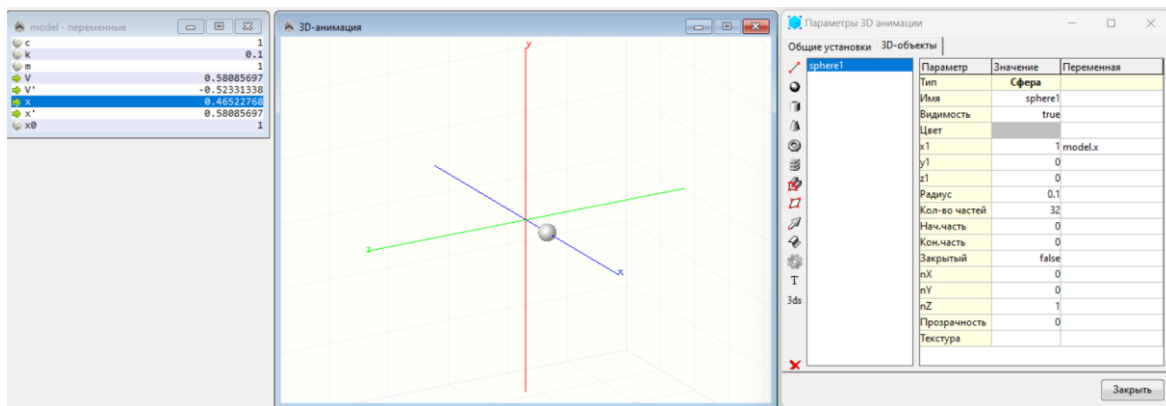 model - переменные
c 1
k 0.1
m 1
V 0.58085697
V' -0.52331338
x 0.46522768
x' 0.58085697
x0 1
3D-анимация
y
z
x
Параметры 3D анимации
Общие установки 3D-объекты
sphere1
Параметр Значение Переменная
Тип Сфера
Имя sphere1
Видимость true
Цвет
x1 1 model.x
y1 0
z1 0
Радиус 0.1
Кол-во частей 32
Нач.часть 0
Кон.часть 0
Закрытый false
nX 0
nY 0
nZ 1
Прозрачность 0
Текстура
T
3ds
Закрыть